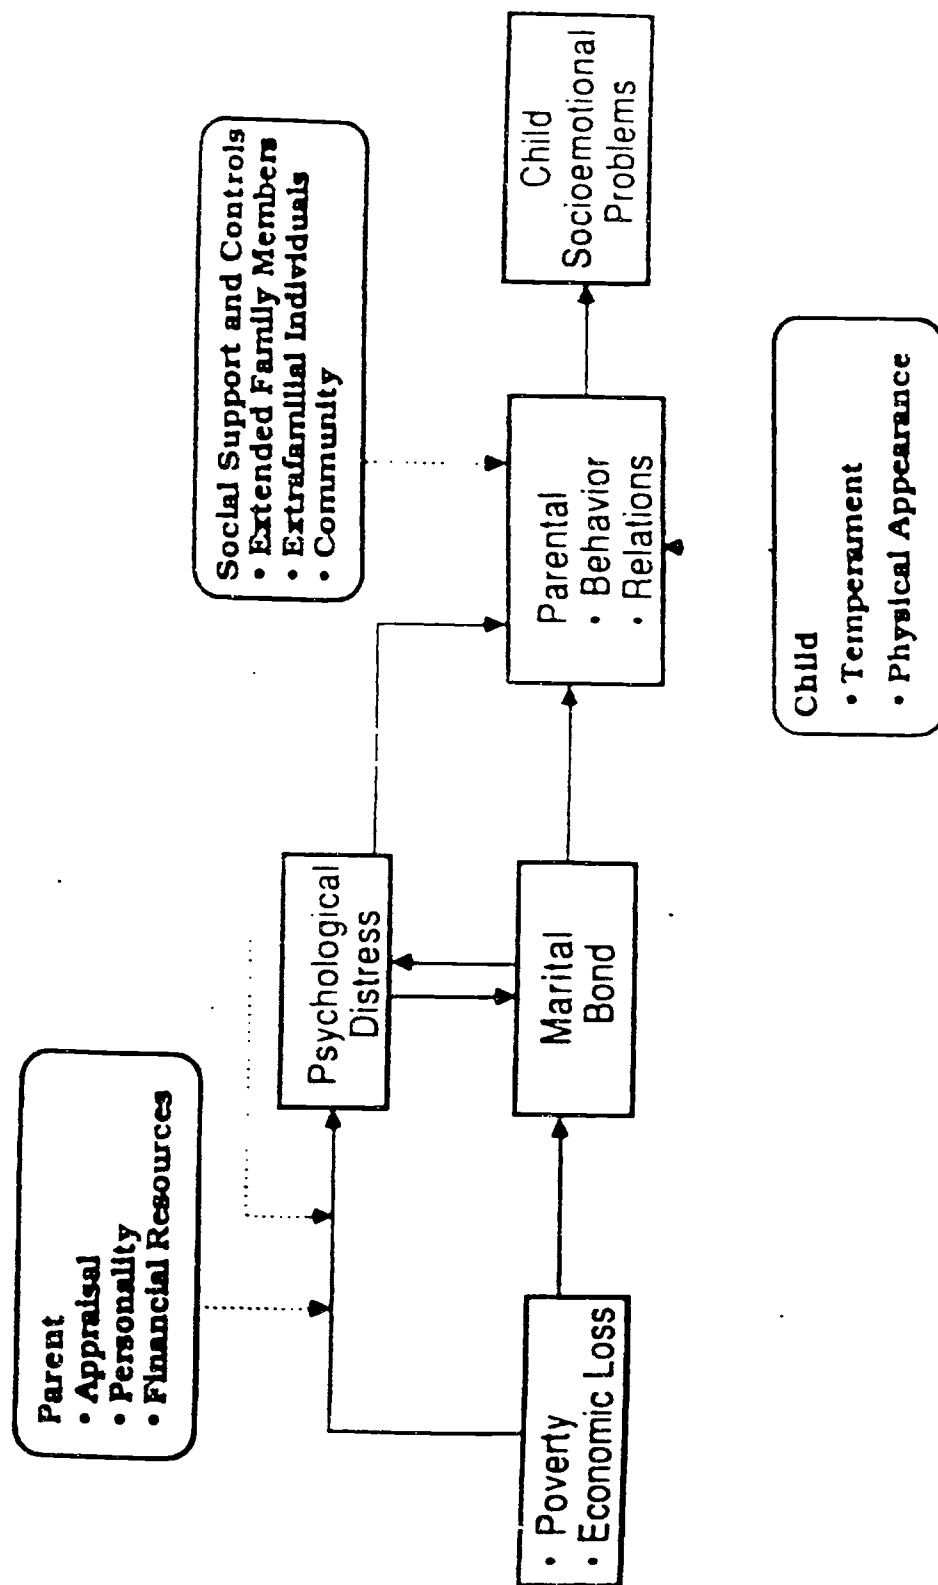 Parent
• Appraisal
• Personality
• Financial Resources
Social Support and Controls
• Extended Family Members
• Extrafamilial Individuals
• Community
Psychological
Distress
• Poverty
• Economic Loss
Marital
Bond
Parental
• Behavior
• Relations
Child
Socioemotional
Problems
Child
• Temperament
• Physical Appearance